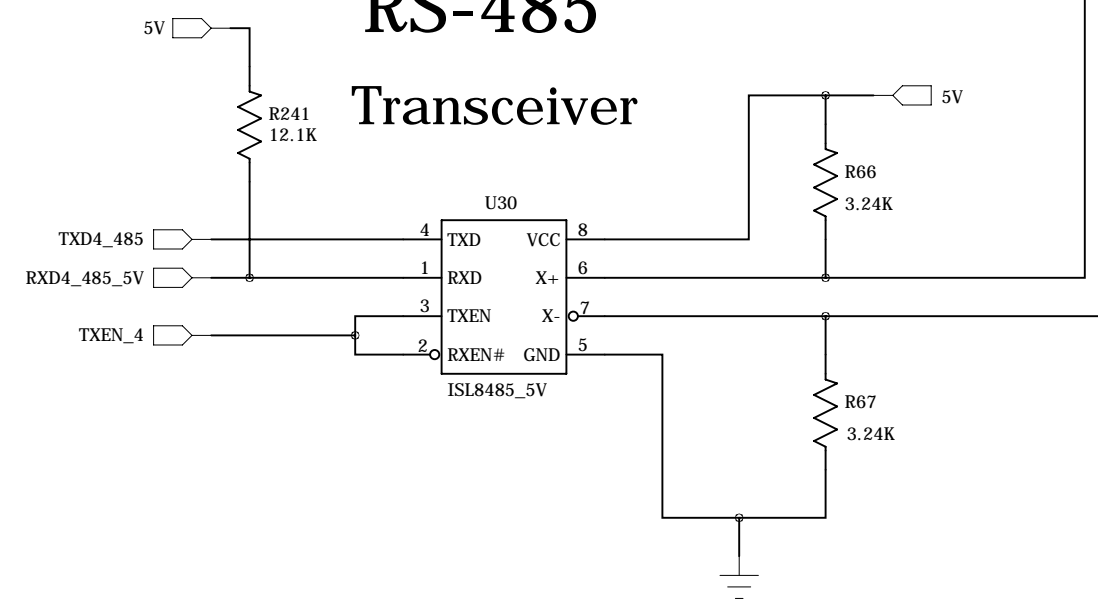 RS-485
Transceiver
5V
R241
12.1K
5V
R66
3.24K
U30
TXD4_485
4
TXD
VCC
8
RXD4_485_5V
1
RXD
X+
6
TXEN_4
3
TXEN
X-
7
2
RXEN#
GND
5
ISL8485_5V
R67
3.24K